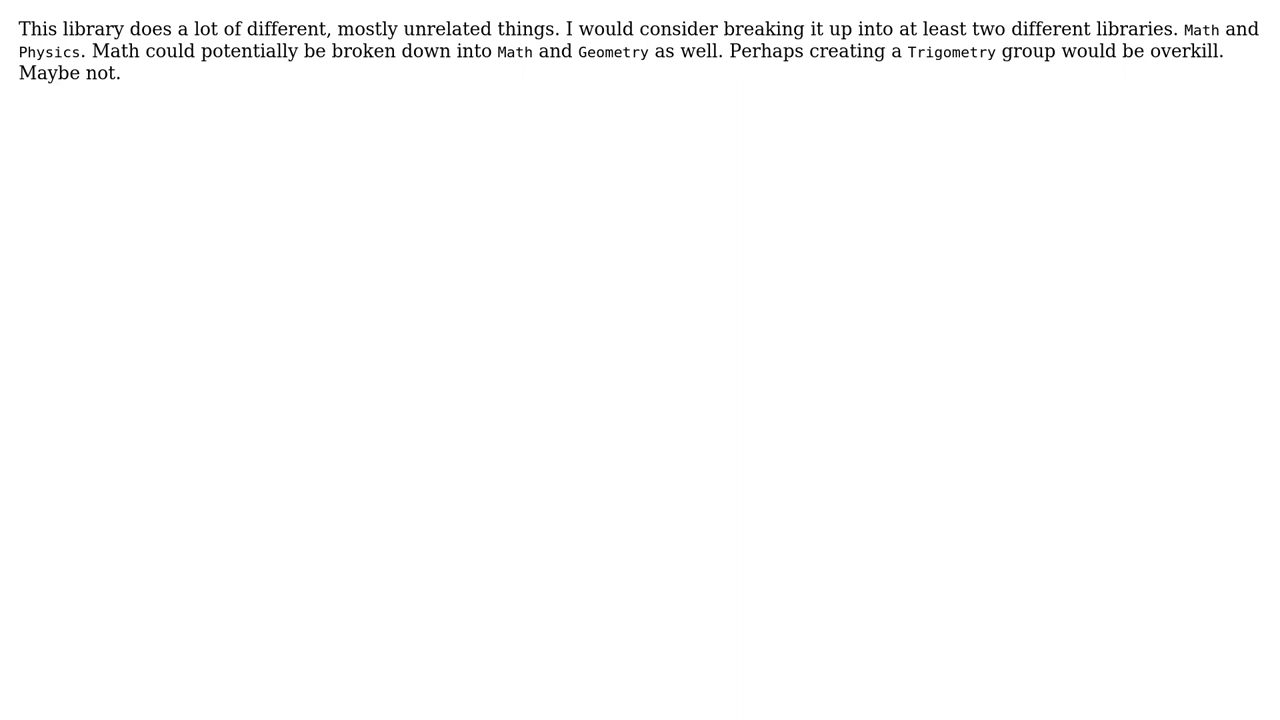 This library does a lot of different, mostly unrelated things. I would consider breaking it up into at least two different libraries. Math and
Physics. Math could potentially be broken down into Math and Geometry as well. Perhaps creating a Trigometry group would be overkill.
Maybe not.